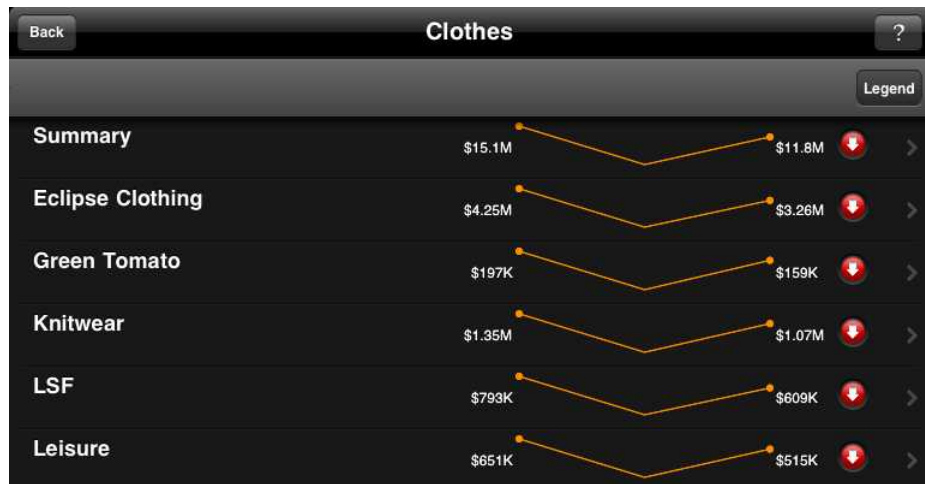 Back Clothes ?
Legend
Summary $15.1M $11.8M
Eclipse Clothing $4.25M $3.26M
Green Tomato $197K $159K
Knitwear $1.35M $1.07M
LSF $793K $609K
Leisure $651K $515K